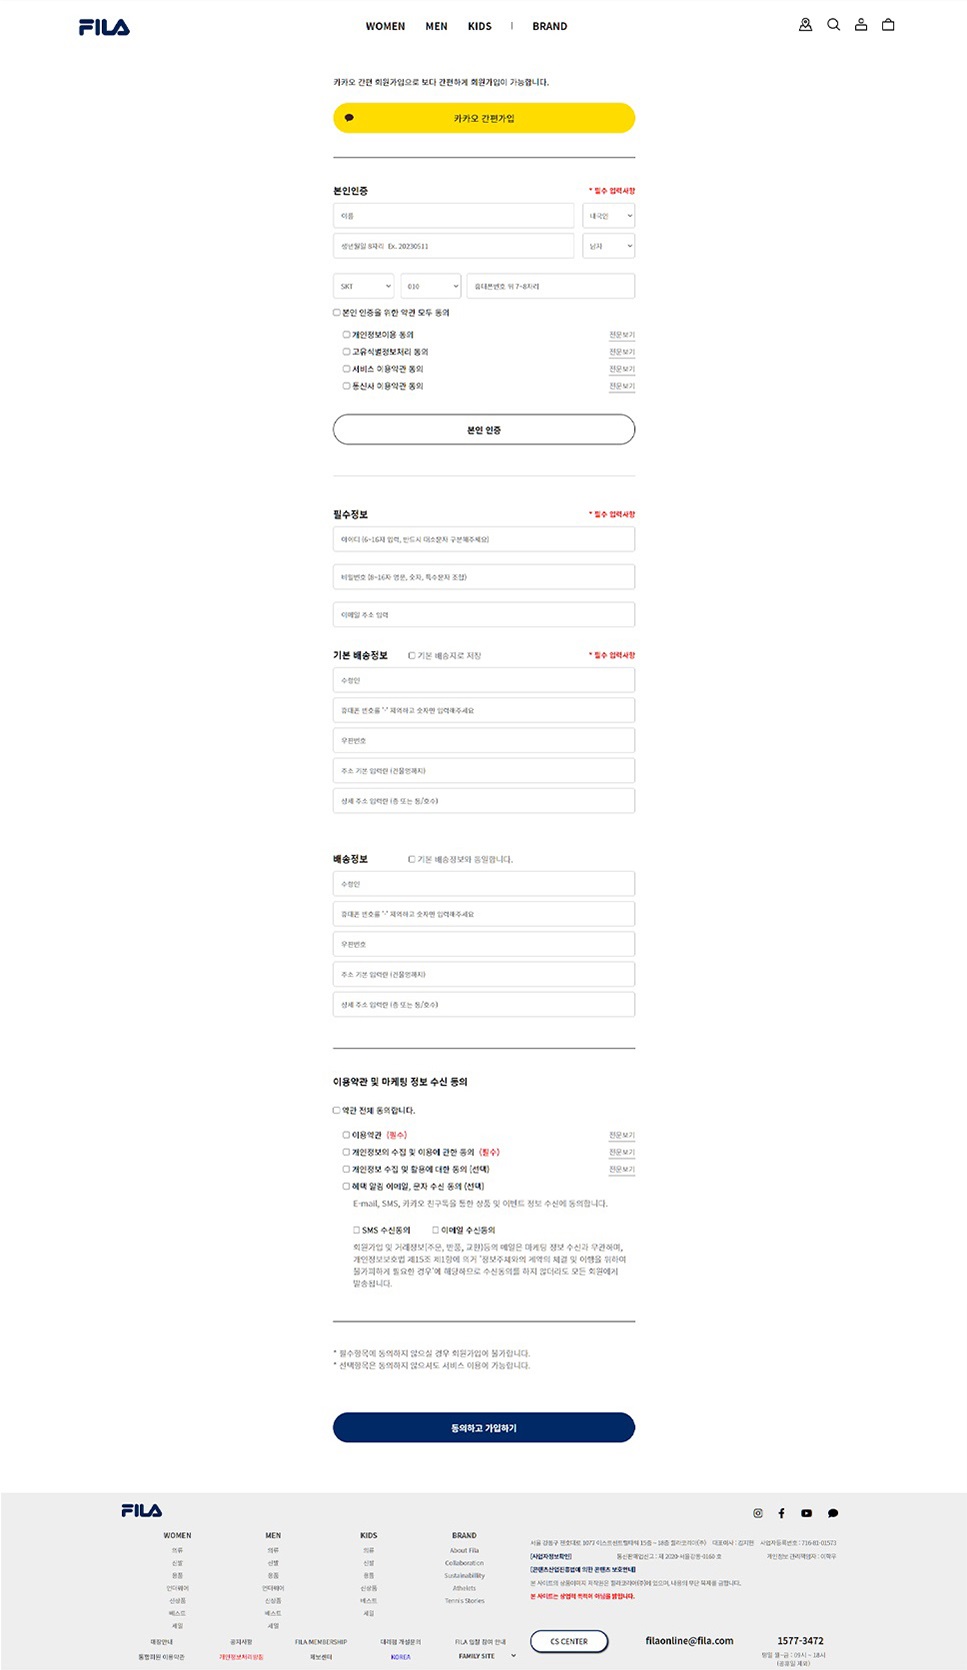 FILA
WOMEN MEN KIDS | BRAND
카카오 간편 회원가입으로 보다 간편하게 회원가입이 가능합니다.
카카오 간편가입
본인인증 * 필수 입력사항
이름 내국인
생년월일 8자리 Ex. 20230511 남자
SKT 010 휴대폰번호 뒤 7~8자리
본인 인증을 위한 약관 모두 동의
개인정보이용 동의 전문보기
고유식별정보처리 동의 전문보기
서비스 이용약관 동의 전문보기
통신사 이용약관 동의 전문보기
본인 인증
필수정보 * 필수 입력사항
아이디 (6~16자 입력, 반드시 대소문자 구분해주세요)
비밀번호 (8~16자 영문, 숫자, 특수문자 조합)
이메일 주소 입력
기본 배송정보 기본 배송지로 저장 * 필수 입력사항
수령인
휴대폰 번호를 '-' 제외하고 숫자만 입력해주세요
우편번호
주소 기본 입력란 (건물명까지)
상세 주소 입력란 (층 또는 동/호수)
배송정보 기본 배송정보와 동일합니다.
수령인
휴대폰 번호를 '-' 제외하고 숫자만 입력해주세요
우편번호
주소 기본 입력란 (건물명까지)
상세 주소 입력란 (층 또는 동/호수)
이용약관 및 마케팅 정보 수신 동의
약관 전체 동의합니다.
이용약관 (필수) 전문보기
개인정보의 수집 및 이용에 관한 동의 (필수) 전문보기
개인정보 수집 및 활용에 대한 동의 (선택) 전문보기
혜택 알림 이메일, 문자 수신 동의 (선택)
E-mail, SMS, 카카오 친구톡을 통한 상품 및 이벤트 정보 수신에 동의합니다.
SMS 수신동의 이메일 수신동의
회원가입 및 거래정보(주문, 반품, 교환)등의 메일은 마케팅 정보 수신과 무관하며,
개인정보보호법 제15조 제1항에 의거 '정보주체와의 계약의 체결 및 이행을 위하여
불가피하게 필요한 경우'에 해당하므로 수신동의를 하지 않더라도 모든 회원에게
발송됩니다.
* 필수항목에 동의하지 않으실 경우 회원가입이 불가합니다.
* 선택항목은 동의하지 않으셔도 서비스 이용이 가능합니다.
동의하고 가입하기
FILA
WOMEN MEN KIDS BRAND
의류 의류 의류 About Fila
신발 신발 신발 Collaboration
용품 용품 용품 Sustainability
언더웨어 언더웨어 신상품 Athelets
신상품 신상품 베스트 Tennis Stories
베스트 베스트 세일
세일 세일
서울 강동구 대표이사 : 김지헌 사업자등록번호 : 716-81-01573
[사업자정보확인] 통신판매업신고 : 제 2020-서울강동-0160 호 개인정보 관리책임자 : 이학우
[콘텐츠산업진흥법에 의한 콘텐츠 보호안내]
본 사이트의 상품이미지 저작권은 휠라코리아(주)에 있으며, 내용의 무단 복제를 금합니다.
본 사이트는 상업적 목적이 아님을 밝힙니다.
매장안내 공지사항 FILA MEMBERSHIP 대리점 개설문의 FILA 입찰 참여 안내
통합회원 이용약관 개인정보처리방침 제보센터 KOREA FAMILY SITE
CS CENTER filaonline@fila.com 1577-3472
평일 월~금 : 09시 ~ 18시
(공휴일 제외)